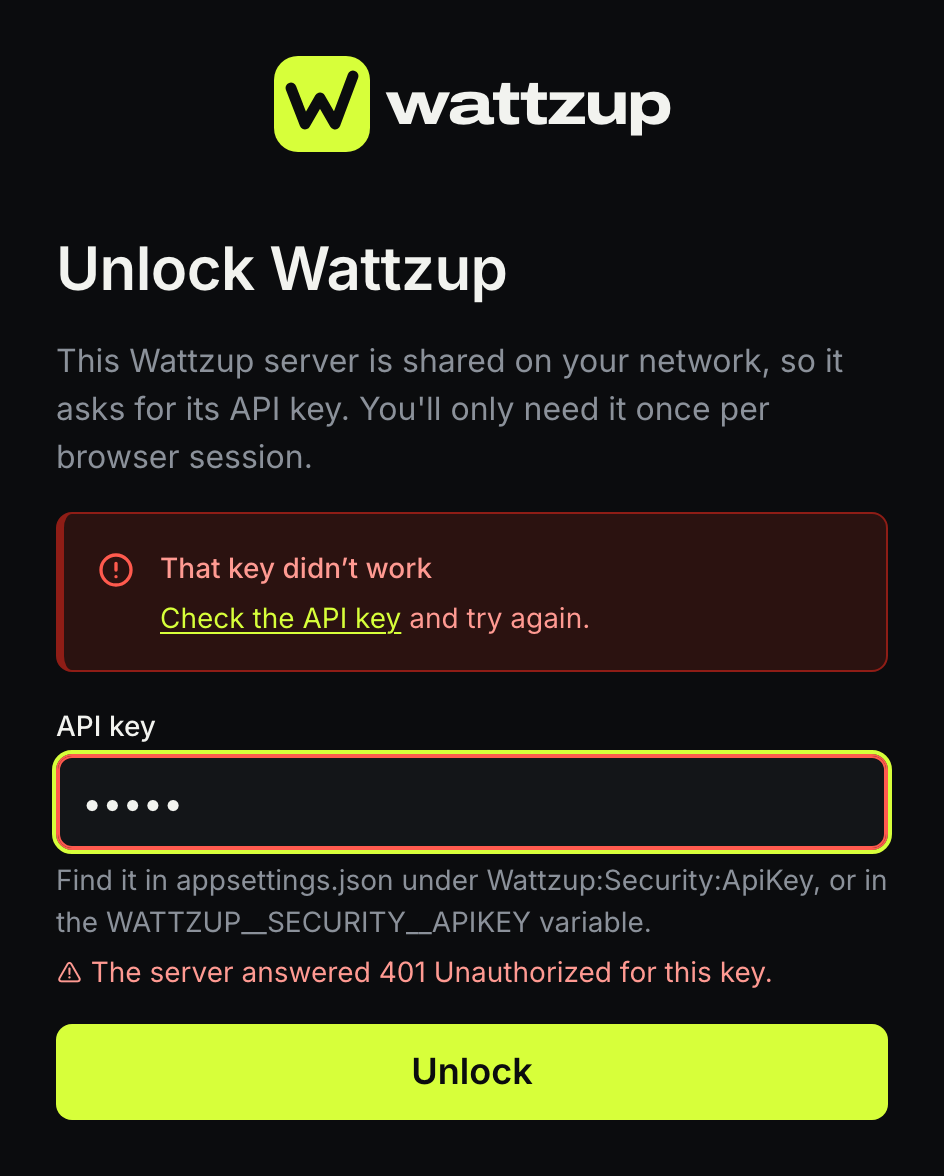 wattzup
Unlock Wattzup
This Wattzup server is shared on your network, so it
asks for its API key. You'll only need it once per
browser session.
That key didn’t work
Check the API key and try again.
API key
•••••
Find it in appsettings.json under Wattzup:Security:ApiKey, or in
the WATTZUP__SECURITY__APIKEY variable.
The server answered 401 Unauthorized for this key.
Unlock